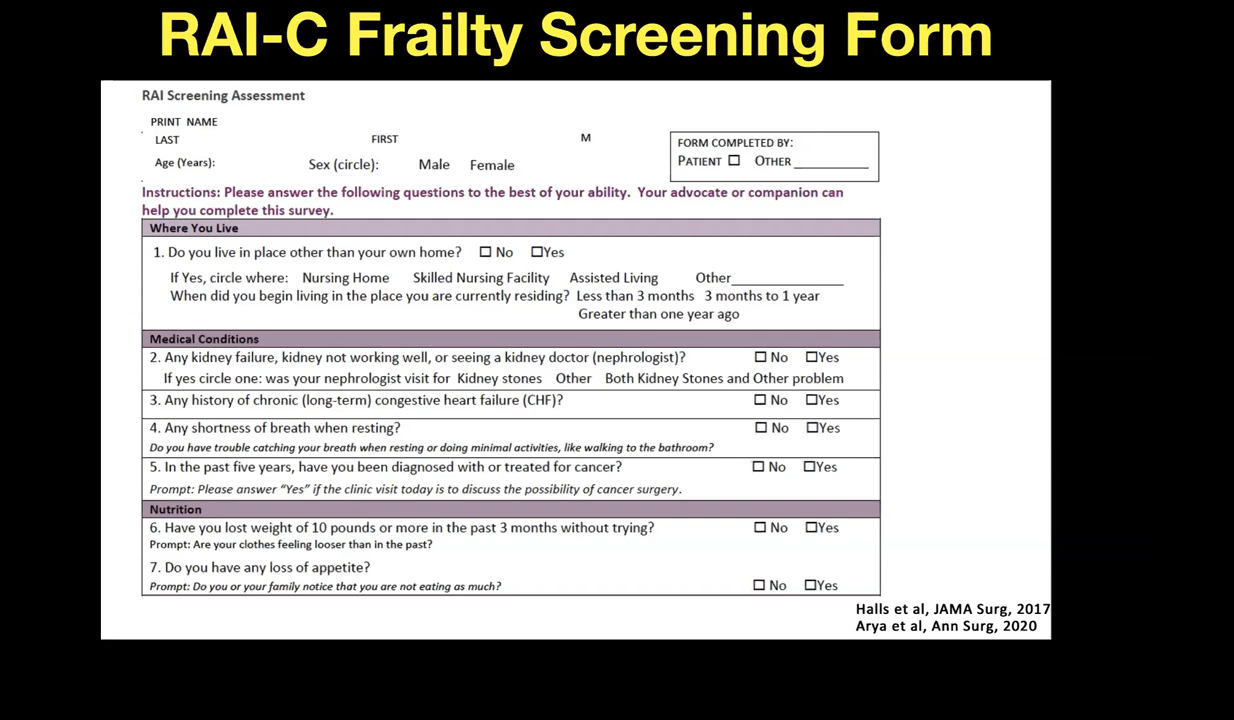 RAI-C Frailty Screening Form
RAI Screening Assessment
PRINT NAME
LAST FIRST M
Age (Years): Sex (circle): Male Female
FORM COMPLETED BY:
PATIENT ☐ OTHER ___________
Instructions: Please answer the following questions to the best of your ability. Your advocate or companion can
help you complete this survey.
Where You Live
1. Do you live in place other than your own home? ☐ No ☐Yes
If Yes, circle where: Nursing Home Skilled Nursing Facility Assisted Living Other_______________
When did you begin living in the place you are currently residing? Less than 3 months 3 months to 1 year
Greater than one year ago
Medical Conditions
2. Any kidney failure, kidney not working well, or seeing a kidney doctor (nephrologist)? ☐ No ☐Yes
If yes circle one: was your nephrologist visit for Kidney stones Other Both Kidney Stones and Other problem
3. Any history of chronic (long-term) congestive heart failure (CHF)? ☐ No ☐Yes
4. Any shortness of breath when resting? ☐ No ☐Yes
Do you have trouble catching your breath when resting or doing minimal activities, like walking to the bathroom?
5. In the past five years, have you been diagnosed with or treated for cancer? ☐ No ☐Yes
Prompt: Please answer “Yes” if the clinic visit today is to discuss the possibility of cancer surgery.
Nutrition
6. Have you lost weight of 10 pounds or more in the past 3 months without trying? ☐ No ☐Yes
Prompt: Are your clothes feeling looser than in the past?
7. Do you have any loss of appetite?
Prompt: Do you or your family notice that you are not eating as much? ☐ No ☐Yes
Halls et al, JAMA Surg, 2017
Arya et al, Ann Surg, 2020